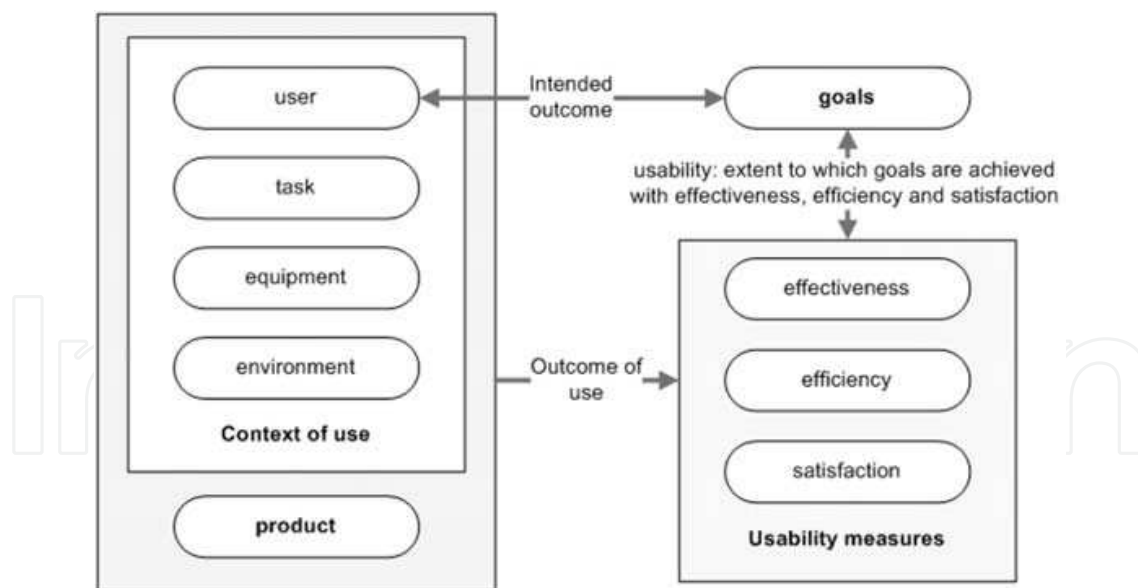 user
Intended
outcome
goals
task
usability: extent to which goals are achieved
with effectiveness, efficiency and satisfaction
equipment
effectiveness
environment
Outcome of
use
efficiency
Context of use
satisfaction
product
Usability measures